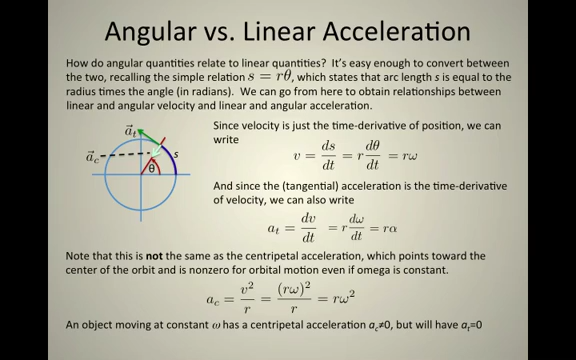 Angular vs. Linear Acceleration
How do angular quantities relate to linear quantities? It's easy enough to convert between
the two, recalling the simple relation s = rθ, which states that arc length s is equal to the
radius times the angle (in radians). We can go from here to obtain relationships between
linear and angular velocity and linear and angular acceleration.
Since velocity is just the time-derivative of position, we can
write
v = ds/dt = r dθ/dt = rω
And since the (tangential) acceleration is the time-derivative
of velocity, we can also write
a_t = dv/dt = r dω/dt = rα
a⃗_t
a⃗_c
s
θ
Note that this is not the same as the centripetal acceleration, which points toward the
center of the orbit and is nonzero for orbital motion even if omega is constant.
a_c = v²/r = (rω)²/r = rω²
An object moving at constant ω has a centripetal acceleration a_c≠0, but will have a_t=0